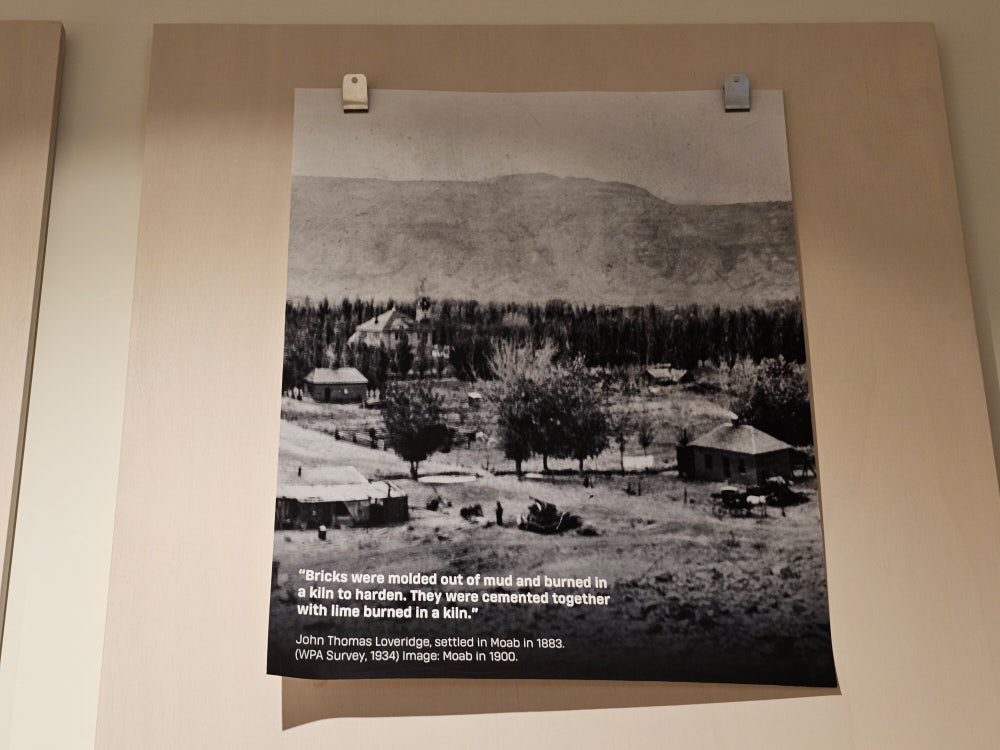 “Bricks were molded out of mud and burned in
a kiln to harden. They were cemented together
with lime burned in a kiln.”
John Thomas Loveridge, settled in Moab in 1883.
(WPA Survey, 1934) Image: Moab in 1900.